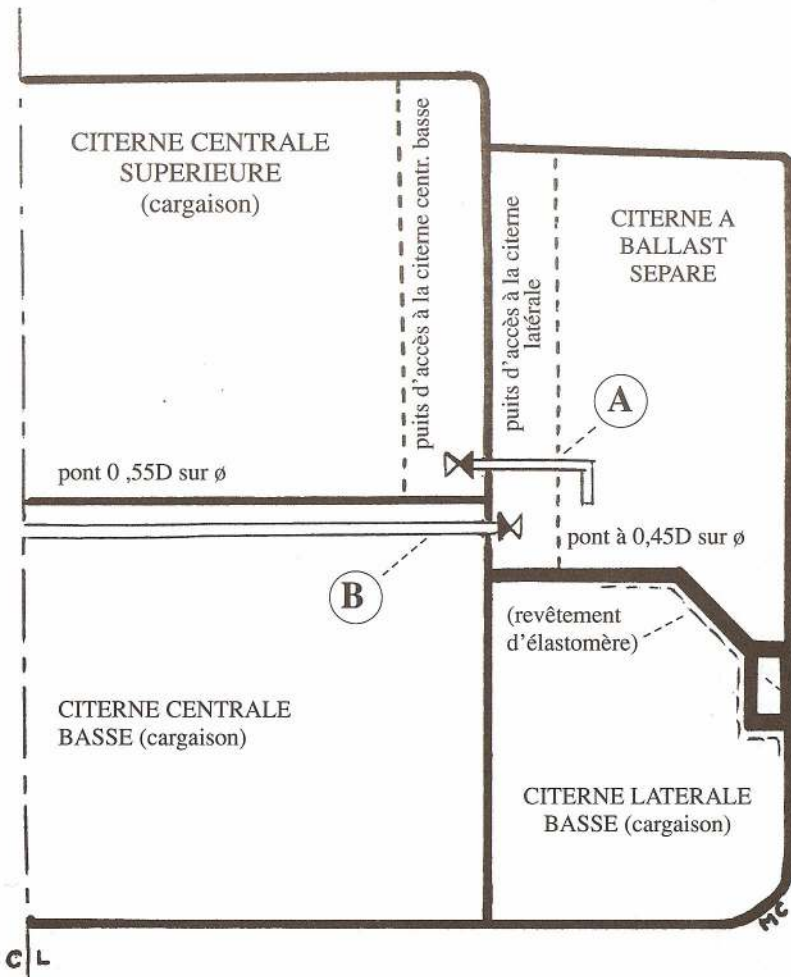 CITERNE CENTRALE
SUPERIEURE
(cargaison)
puits d'accès à la citerne centr. basse
puits d'accès à la citerne
latérale
CITERNE A
BALLAST
SEPARE
A
pont 0 ,55D sur ø
pont à 0,45D sur ø
B
(revêtement
d'élastomère)
CITERNE CENTRALE
BASSE (cargaison)
CITERNE LATERALE
BASSE (cargaison)
MC
C L